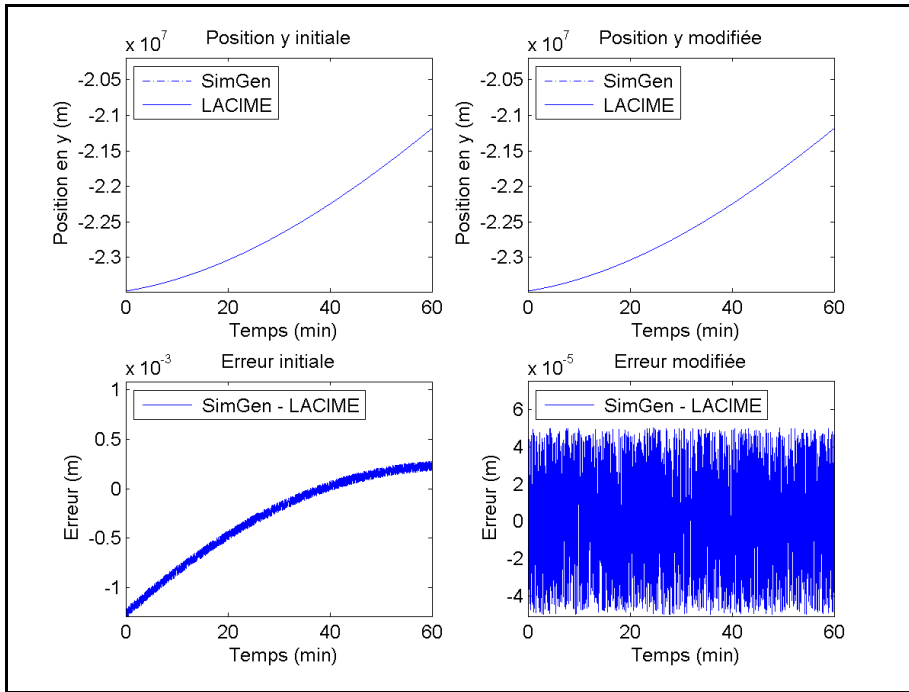 Position y initiale
x 10^7
SimGen
LACIME
-2.05
-2.1
-2.15
-2.2
-2.25
-2.3
Position en y (m)
0 20 40 60
Temps (min)
Position y modifiée
x 10^7
SimGen
LACIME
-2.05
-2.1
-2.15
-2.2
-2.25
-2.3
Position en y (m)
0 20 40 60
Temps (min)
Erreur initiale
x 10^-3
SimGen - LACIME
1
0.5
0
-0.5
-1
Erreur (m)
0 20 40 60
Temps (min)
Erreur modifiée
x 10^-5
SimGen - LACIME
6
4
2
0
-2
-4
Erreur (m)
0 20 40 60
Temps (min)